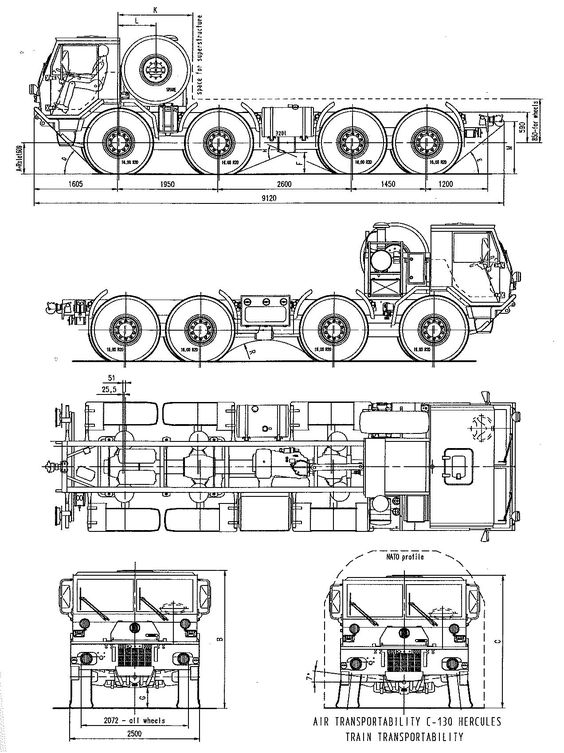 K
L
space for superstructure
SPARE
720l
580
850-for wheels
16,00 R20
16,00 R20
16,00 R20
16,00 R20
F
M
1605
1950
2600
1450
1200
9120
16,00 R20
16,00 R20
16,00 R20
16,00 R20
R
51
25,5
NATO profile
B
C
7°
G
2072 - all wheels
2500
AIR TRANSPORTABILITY C-130 HERCULES
TRAIN TRANSPORTABILITY